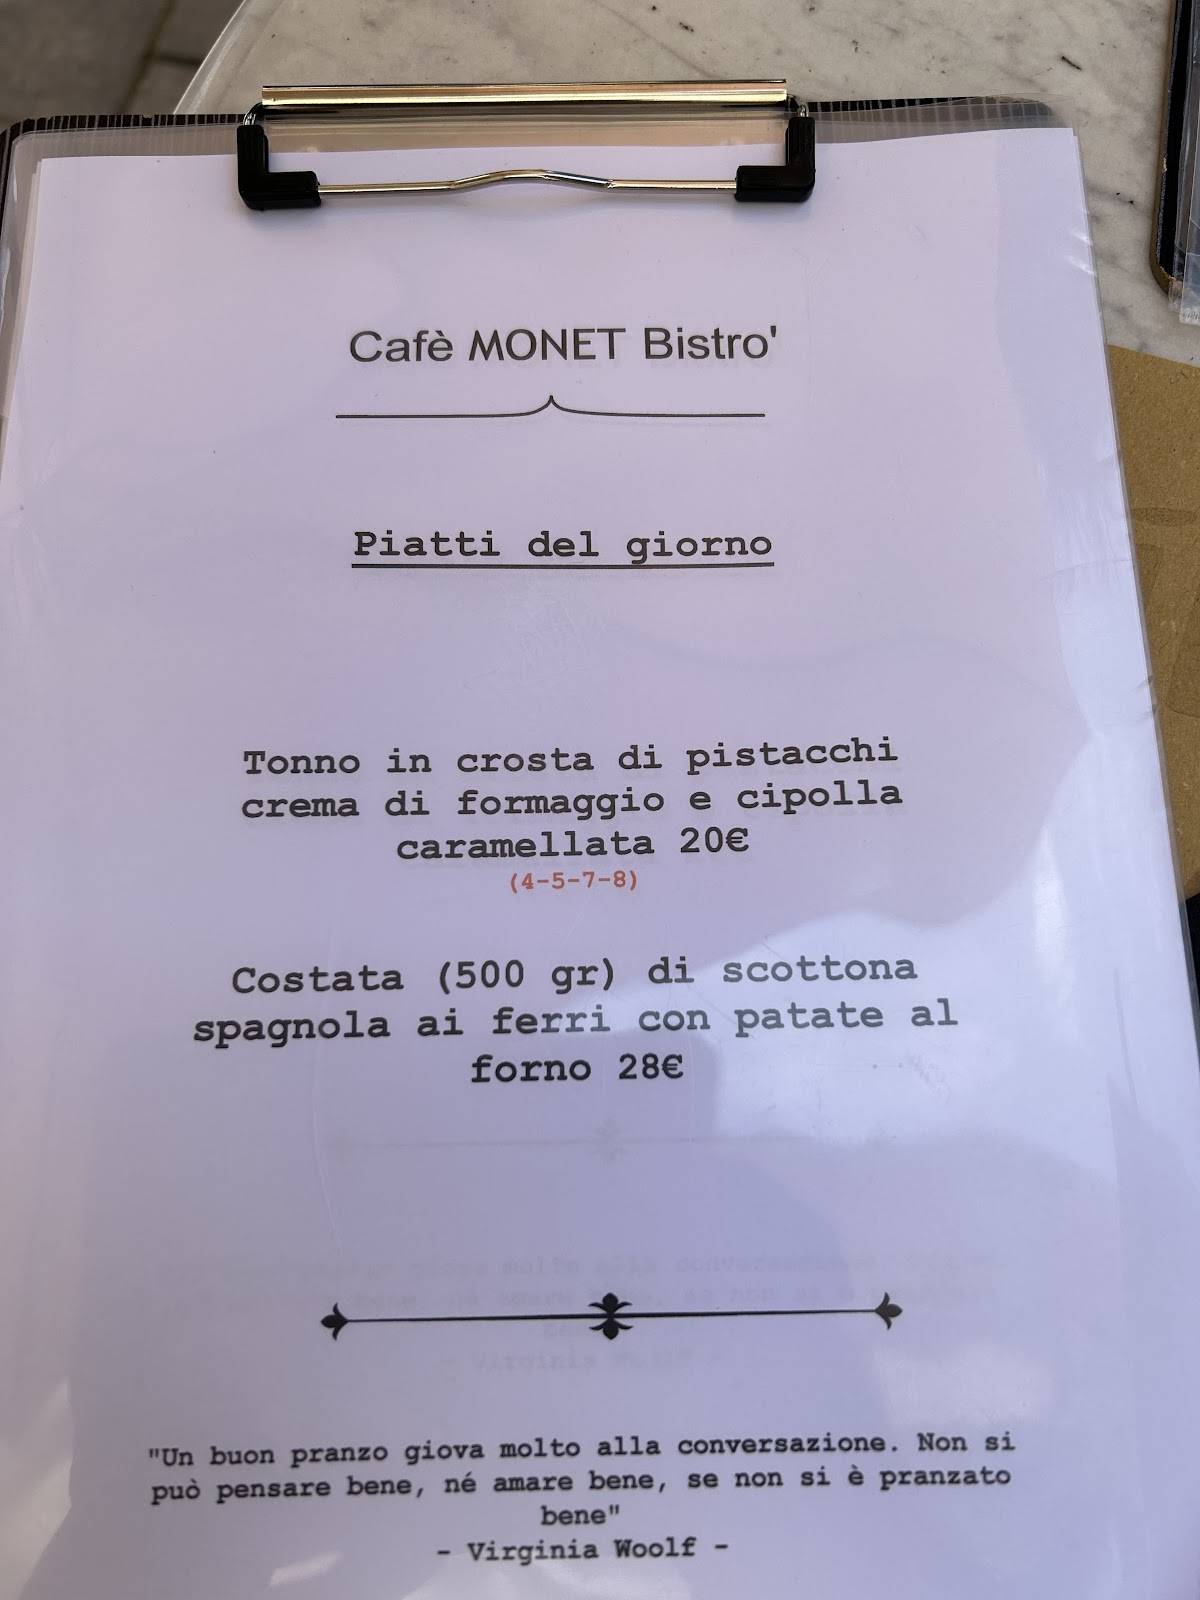 Cafè MONET Bistro'
Piatti del giorno
Tonno in crosta di pistacchi
crema di formaggio e cipolla
caramellata 20€
(4-5-7-8)
Costata (500 gr) di scottona
spagnola ai ferri con patate al
forno 28€
"Un buon pranzo giova molto alla conversazione. Non si
può pensare bene, né amare bene, se non si è pranzato
bene"
- Virginia Woolf -